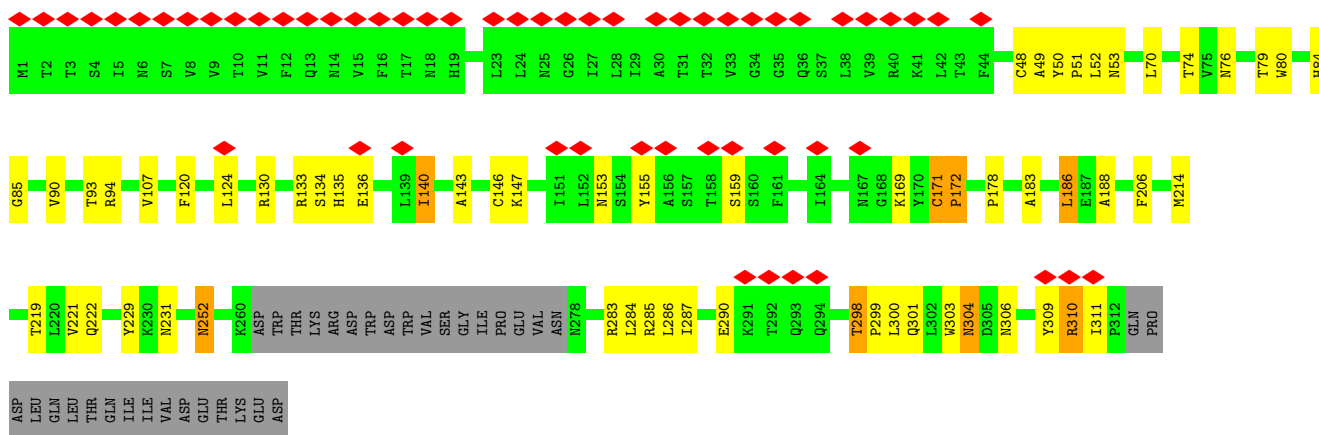 M1 T2 T3 S4 I5 N6 S7 V8 V9 T10 V11 F12 Q13 N14 V15 F16 T17 N18 H19 L23 L24 N25 G26 I27 L28 I29 A30 T31 T32 V33 G34 G35 Q36 S37 L38 V39 R40 K41 L42 T43 F44 C48 A49 Y50 P51 L52 N53 L70 T74 V75 N76 T79 W80 H84
G85 V90 T93 R94 V107 F120 L124 R130 R133 S134 H135 E136 L139 I140 A143 C146 K147 I151 L152 N153 S154 Y155 A156 S157 T158 S159 S160 F161 I164 N167 G168 K169 Y170 C171 P172 P178 A183 L186 E187 A188 F206 M214
T219 L220 V221 Q222 Y229 K230 N231 N252 K260 ASP TRP THR LYS ARG ASP TRP ASP TRP VAL SER GLY ILE PRO GLU VAL ASN N278 R283 L284 R285 L286 I287 E290 K291 T292 Q293 Q294 T298 P299 L300 Q301 L302 W303 N304 D305 N306 Y309 R310 I311 P312 GLN PRO
ASP LEU GLN LEU THR GLN ILE ILE VAL ASP GLU THR LYS GLU ASP